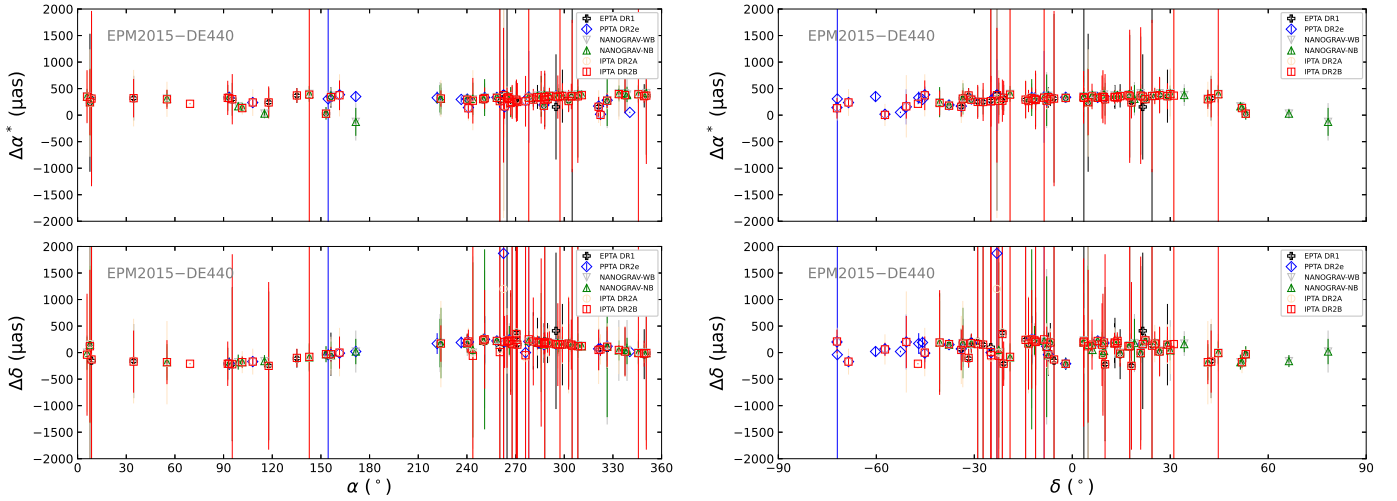 2000
1500
1000
500
0
−500
−1000
−1500
−2000
Δα* (μas)
EPM2015−DE440
EPTA DR1
PPTA DR2e
NANOGRAV-WB
NANOGRAV-NB
IPTA DR2A
IPTA DR2B
2000
1500
1000
500
0
−500
−1000
−1500
−2000
Δα* (μas)
EPM2015−DE440
EPTA DR1
PPTA DR2e
NANOGRAV-WB
NANOGRAV-NB
IPTA DR2A
IPTA DR2B
2000
1500
1000
500
0
−500
−1000
−1500
−2000
Δδ (μas)
EPM2015−DE440
EPTA DR1
PPTA DR2e
NANOGRAV-WB
NANOGRAV-NB
IPTA DR2A
IPTA DR2B
0 30 60 90 120 150 180 210 240 270 300 330 360
α (°)
2000
1500
1000
500
0
−500
−1000
−1500
−2000
Δδ (μas)
EPM2015−DE440
EPTA DR1
PPTA DR2e
NANOGRAV-WB
NANOGRAV-NB
IPTA DR2A
IPTA DR2B
−90 −60 −30 0 30 60 90
δ (°)